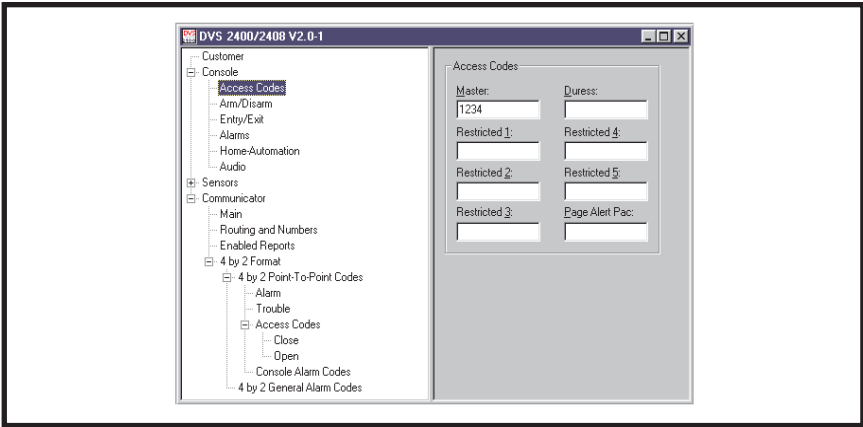 DVS 2400/2408 V2.0-1
Customer
Console
Access Codes
Arm/Disarm
Entry/Exit
Alarms
Home-Automation
Audio
Sensors
Communicator
Main
Routing and Numbers
Enabled Reports
4 by 2 Format
4 by 2 Point-To-Point Codes
Alarm
Trouble
Access Codes
Close
Open
Console Alarm Codes
4 by 2 General Alarm Codes
Access Codes
Master: Duress:
1234
Restricted 1: Restricted 4:
Restricted 2: Restricted 5:
Restricted 3: Page Alert Pac: